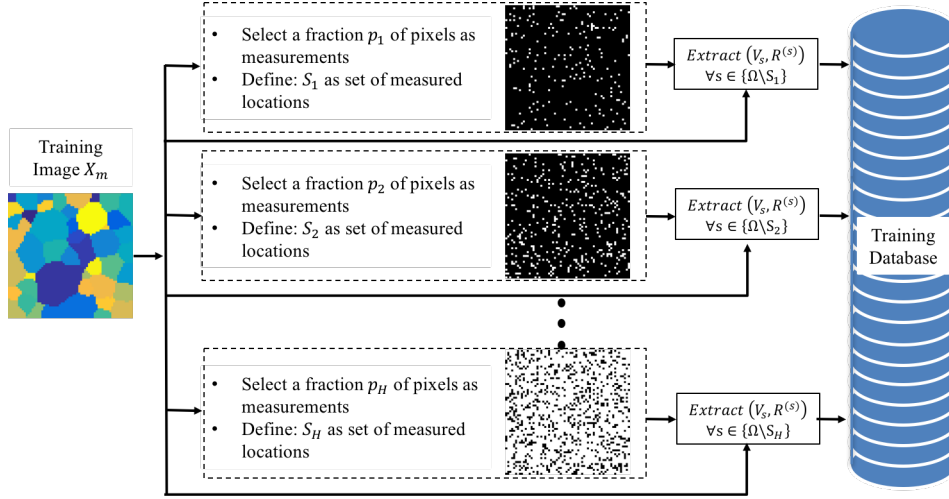 Training
Image X_m
• Select a fraction p_1 of pixels as
measurements
• Define: S_1 as set of measured
locations
Extract (V_s, R^(s))
∀s ∈ {Ω\S_1}
• Select a fraction p_2 of pixels as
measurements
• Define: S_2 as set of measured
locations
Extract (V_s, R^(s))
∀s ∈ {Ω\S_2}
• Select a fraction p_H of pixels as
measurements
• Define: S_H as set of measured
locations
Extract (V_s, R^(s))
∀s ∈ {Ω\S_H}
Training
Database